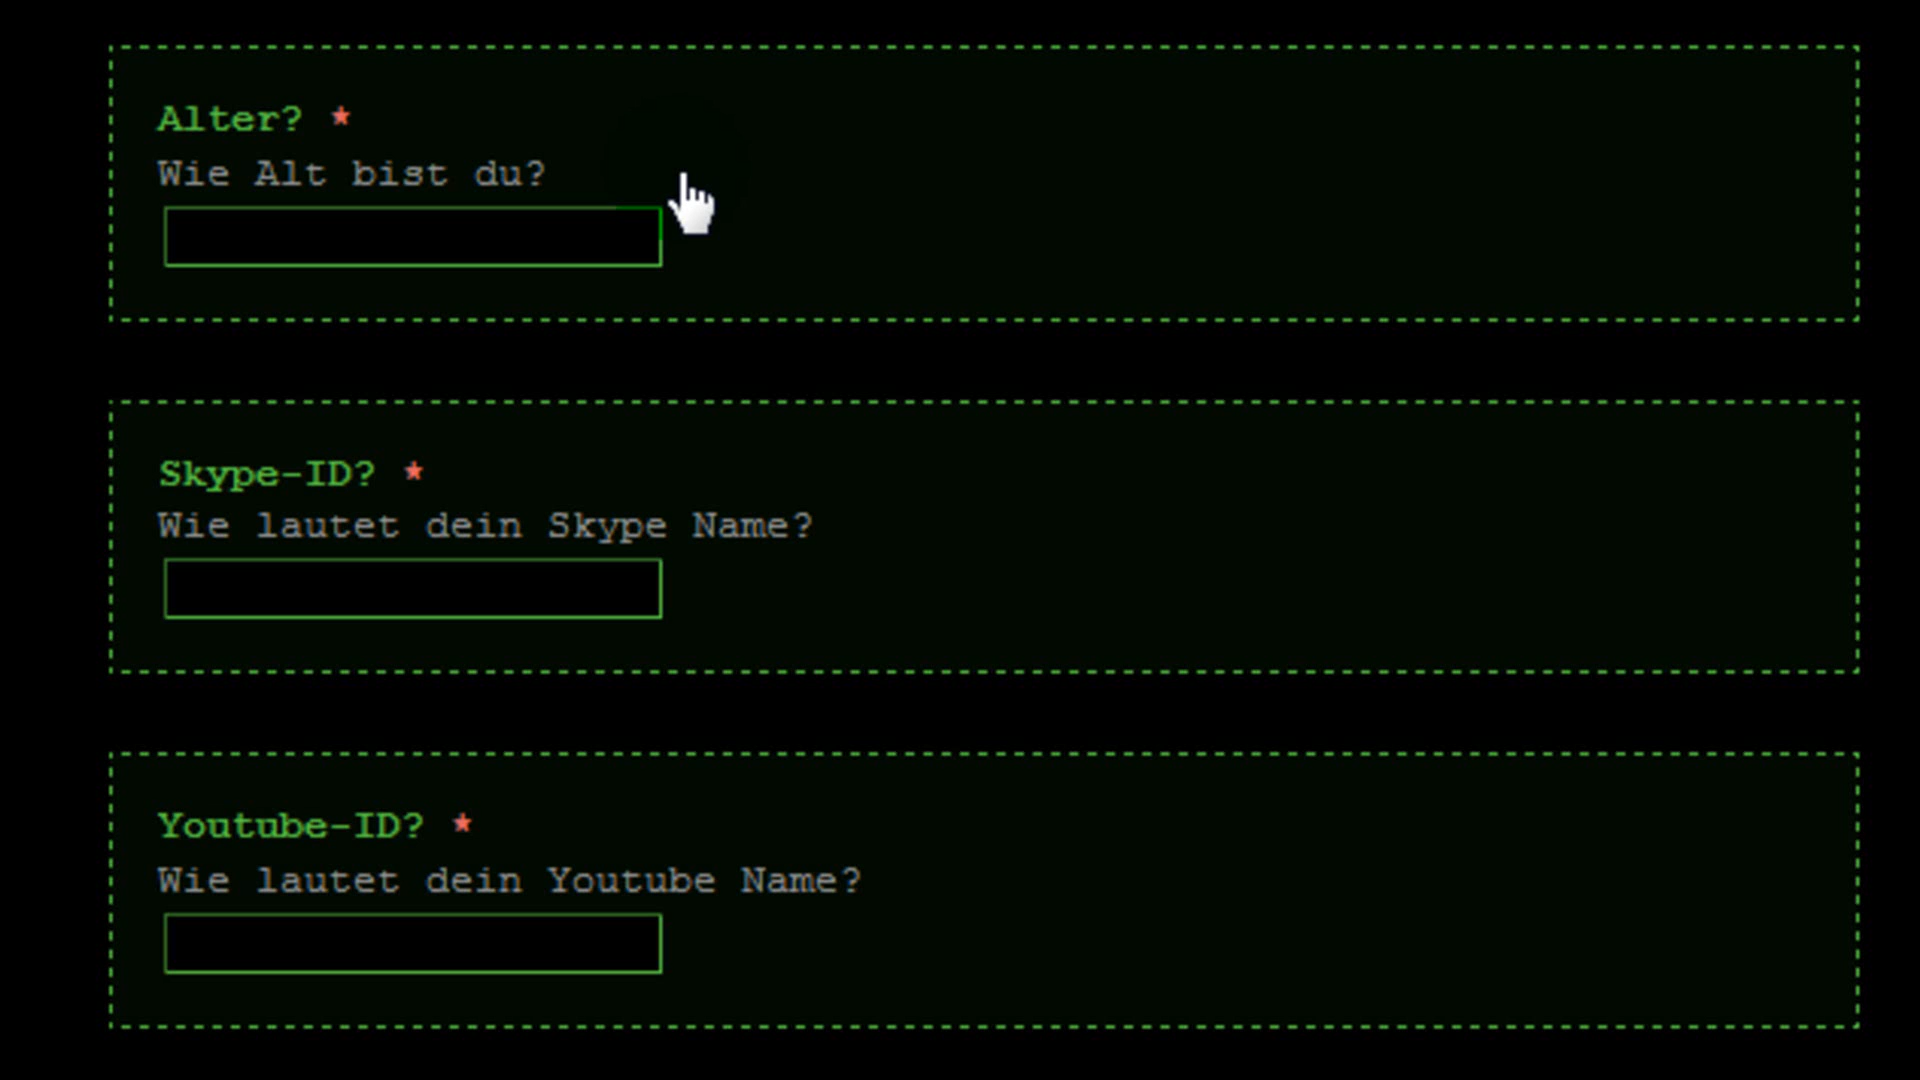 Alter? *
Wie Alt bist du?
Skype-ID? *
Wie lautet dein Skype Name?
Youtube-ID? *
Wie lautet dein Youtube Name?